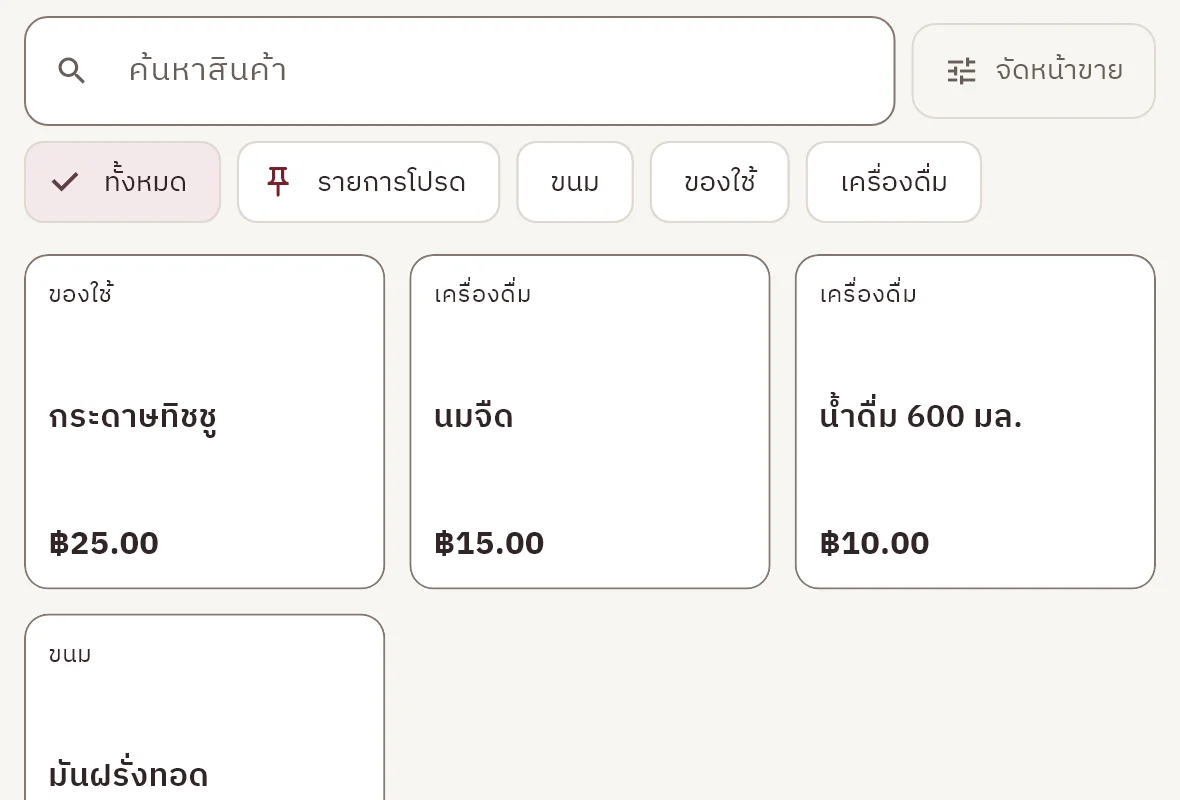 ค้นหาสินค้า
จัดหน้าขาย
ทั้งหมด
รายการโปรด
ขนม
ของใช้
เครื่องดื่ม
ของใช้
กระดาษทิชชู
฿25.00
เครื่องดื่ม
นมจืด
฿15.00
เครื่องดื่ม
น้ำดื่ม 600 มล.
฿10.00
ขนม
มันฝรั่งทอด